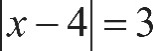 |x − 4| = 3